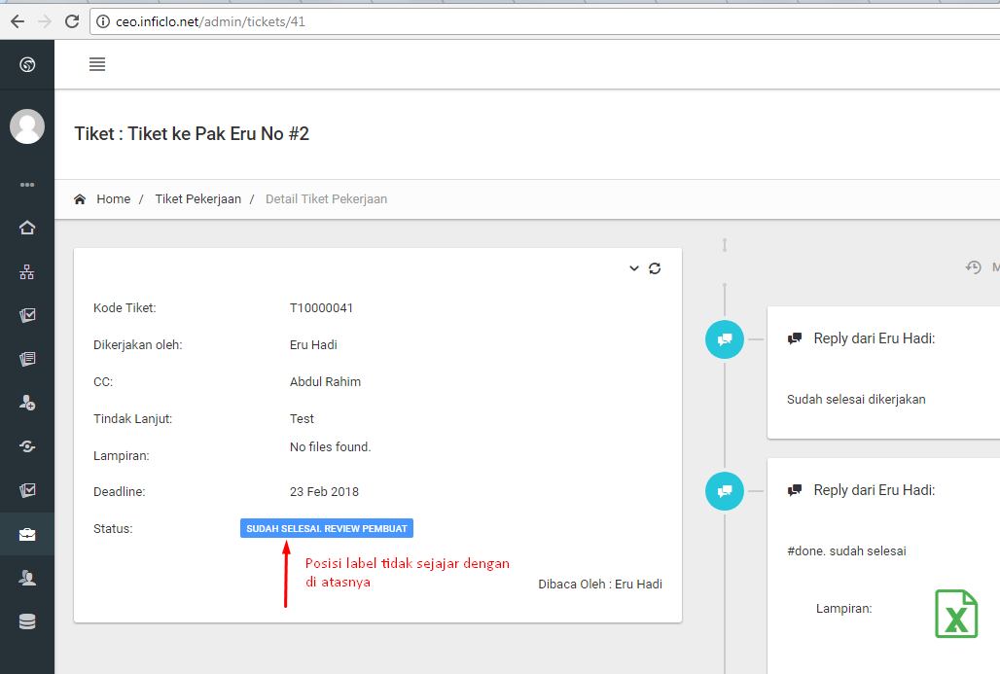 ceo.inficlo.net/admin/tickets/41
Tiket : Tiket ke Pak Eru No #2
Home / Tiket Pekerjaan / Detail Tiket Pekerjaan
Kode Tiket: T10000041
Dikerjakan oleh: Eru Hadi
CC: Abdul Rahim
Tindak Lanjut: Test
Lampiran: No files found.
Deadline: 23 Feb 2018
Status: SUDAH SELESAI. REVIEW PEMBUAT
Posisi label tidak sejajar dengan
di atasnya
Dibaca Oleh : Eru Hadi
M
Reply dari Eru Hadi:
Sudah selesai dikerjakan
Reply dari Eru Hadi:
#done. sudah selesai
Lampiran:
X